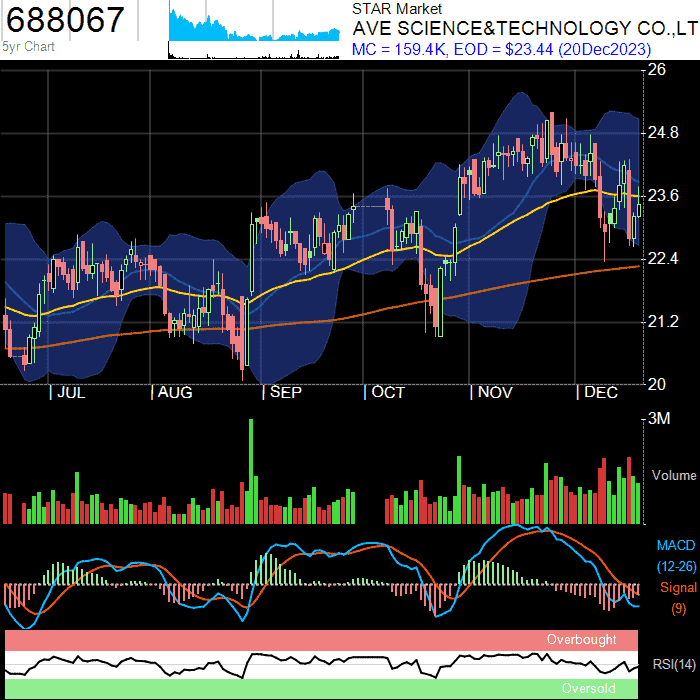 688067
5yr Chart
STAR Market
AVE SCIENCE&TECHNOLOGY CO.,LT
MC = 159.4K, EOD = $23.44 (20Dec2023)
26
24.8
23.6
22.4
21.2
20
JUL
AUG
SEP
OCT
NOV
DEC
3M
Volume
MACD
(12-26)
Signal
(9)
Overbought
RSI(14)
Oversold